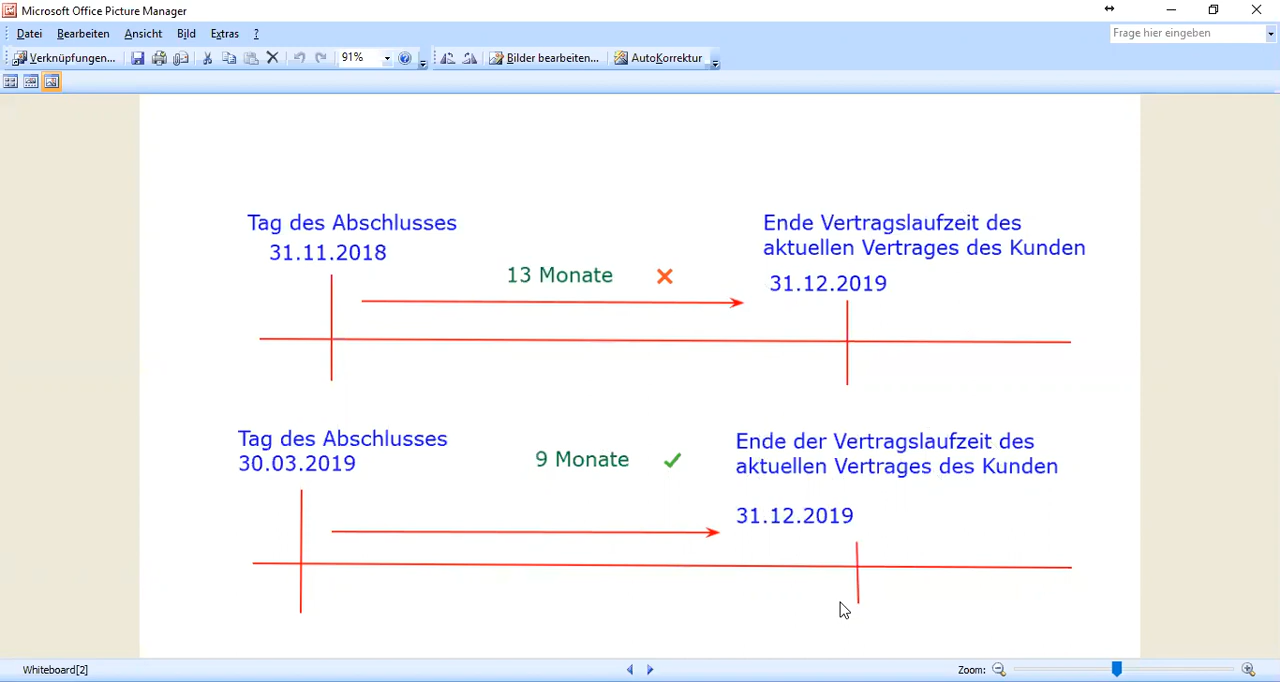 Microsoft Office Picture Manager
Datei Bearbeiten Ansicht Bild Extras ?
Frage hier eingeben
Verknüpfungen... 91% Bilder bearbeiten... AutoKorrektur
Tag des Abschlusses
31.11.2018
13 Monate
Ende Vertragslaufzeit des
aktuellen Vertrages des Kunden
31.12.2019
Tag des Abschlusses
30.03.2019
9 Monate
Ende der Vertragslaufzeit des
aktuellen Vertrages des Kunden
31.12.2019
Whiteboard[2]
Zoom: